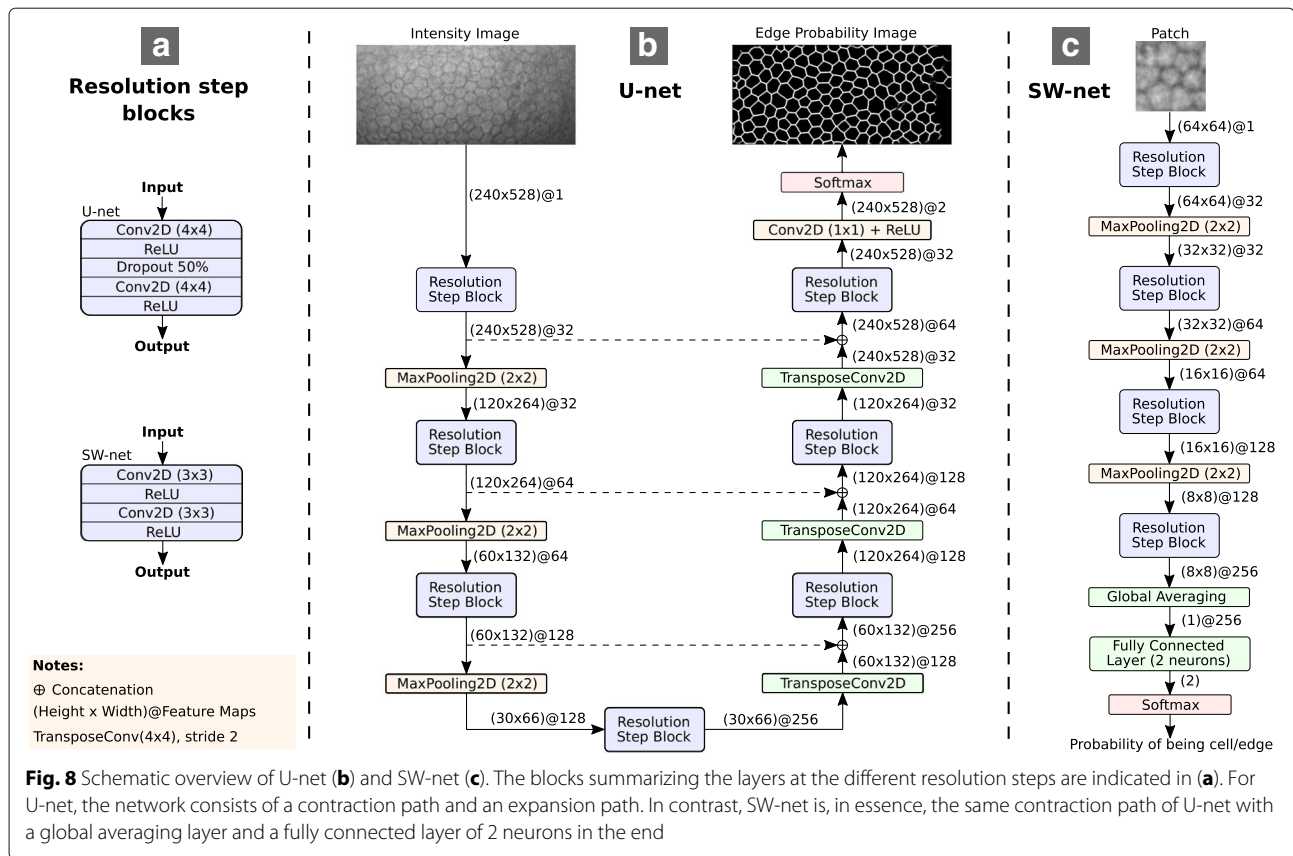 a
Resolution step
blocks
Input
U-net
Conv2D (4x4)
ReLU
Dropout 50%
Conv2D (4x4)
ReLU
Output
Input
SW-net
Conv2D (3x3)
ReLU
Conv2D (3x3)
ReLU
Output
Notes:
⊕ Concatenation
(Height x Width)@Feature Maps
TransposeConv(4x4), stride 2
Intensity Image
b
U-net
Edge Probability Image
(240x528)@1
Resolution
Step Block
(240x528)@32
MaxPooling2D (2x2)
(120x264)@32
Resolution
Step Block
(120x264)@64
MaxPooling2D (2x2)
(60x132)@64
Resolution
Step Block
(60x132)@128
MaxPooling2D (2x2)
(30x66)@128
Resolution
Step Block
(30x66)@256
Softmax
(240x528)@2
Conv2D (1x1) + ReLU
(240x528)@32
Resolution
Step Block
(240x528)@64
(240x528)@32
TransposeConv2D
(120x264)@32
Resolution
Step Block
(120x264)@128
(120x264)@64
TransposeConv2D
(120x264)@128
Resolution
Step Block
(60x132)@256
(60x132)@128
TransposeConv2D
c
SW-net
Patch
(64x64)@1
Resolution
Step Block
(64x64)@32
MaxPooling2D (2x2)
(32x32)@32
Resolution
Step Block
(32x32)@64
MaxPooling2D (2x2)
(16x16)@64
Resolution
Step Block
(16x16)@128
MaxPooling2D (2x2)
(8x8)@128
Resolution
Step Block
(8x8)@256
Global Averaging
(1)@256
Fully Connected
Layer (2 neurons)
(2)
Softmax
Probability of being cell/edge
Fig. 8 Schematic overview of U-net (b) and SW-net (c). The blocks summarizing the layers at the different resolution steps are indicated in (a). For
U-net, the network consists of a contraction path and an expansion path. In contrast, SW-net is, in essence, the same contraction path of U-net with
a global averaging layer and a fully connected layer of 2 neurons in the end